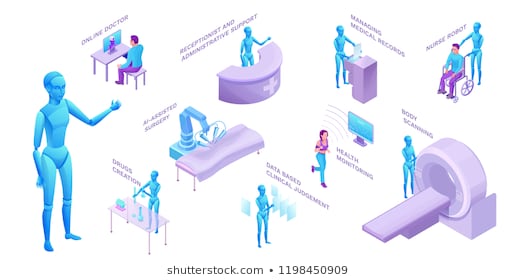 ONLINE DOCTOR
RECEPTIONIST AND
ADMINISTRATIVE SUPPORT
MANAGING
MEDICAL RECORDS
NURSE ROBOT
AI-ASSISTED
SURGERY
HEALTH
MONITORING
BODY
SCANNING
DRUGS
CREATION
DATA BASED
CLINICAL JUDGEMENT
shutterstock.com • 1198450909